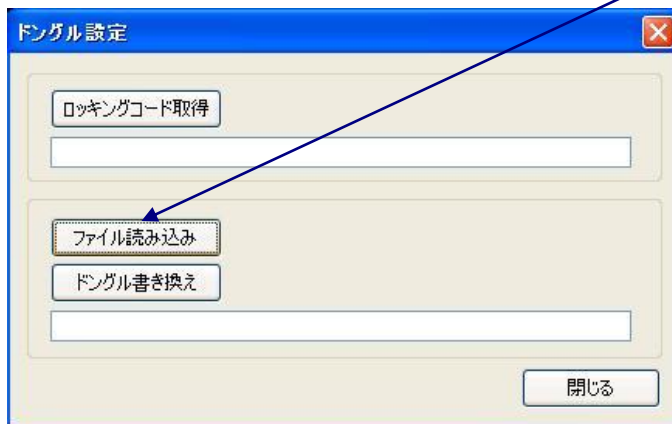 ドングル設定
ロッキングコード取得
ファイル読み込み
ドングル書き換え
閉じる